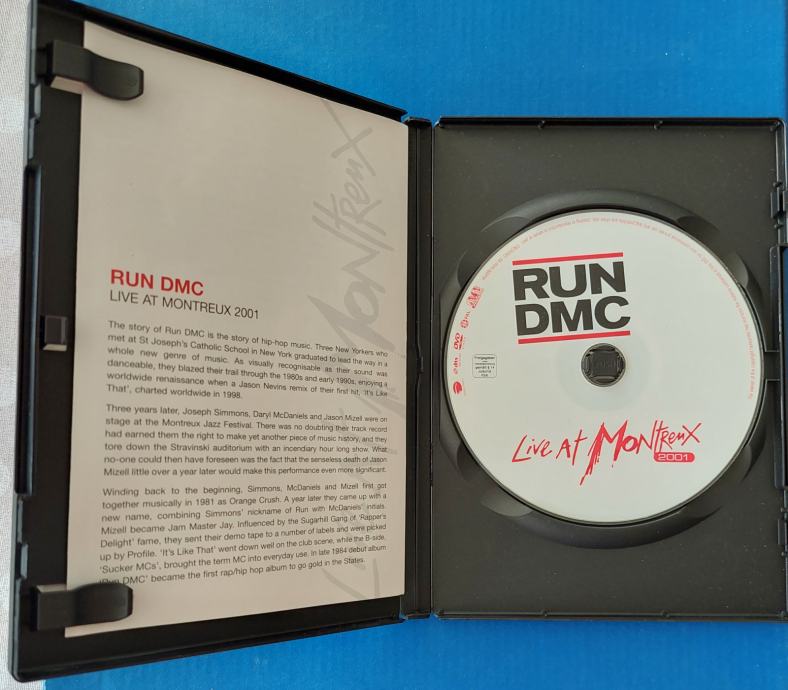 RUN DMC
LIVE AT MONTREUX 2001
The story of Run DMC is the story of hip-hop music. Three New Yorkers who
met at St Joseph's Catholic School in New York graduated to lead the way in a
whole new genre of music. As visually recognisable as their sound was
danceable, they blazed their trail through the 1980s and early 1990s, enjoying a
worldwide renaissance when a Jason Nevins remix of their first hit, 'It's Like
That', charted worldwide in 1998.
Three years later, Joseph Simmons, Daryl McDaniels and Jason Mizell were on
stage at the Montreux Jazz Festival. There was no doubting their track record
had earned them the right to make yet another piece of music history, and they
tore down the Stravinski auditorium with an incendiary hour long show. What
no-one could then have foreseen was the fact that the senseless death of Jason
Mizell little over a year later would make this performance even more significant.
Winding back to the beginning, Simmons, McDaniels and Mizell first got
together musically in 1981 as Orange Crush. A year later they came up with a
new name, combining Simmons' nickname of Run with McDaniels' initials.
Mizell became Jam Master Jay. Influenced by the Sugarhill Gang of 'Rapper's
Delight' fame, they sent their demo tape to a number of labels and were picked
up by Profile. 'It's Like That' went down well on the club scene, while the B-side,
'Sucker MCs', brought the term MC into everyday use. In late 1984 debut album
'Run DMC' became the first rap/hip hop album to go gold in the States.
Montreux
RUN
DMC
dts
DVD
Live At Montreux
2001